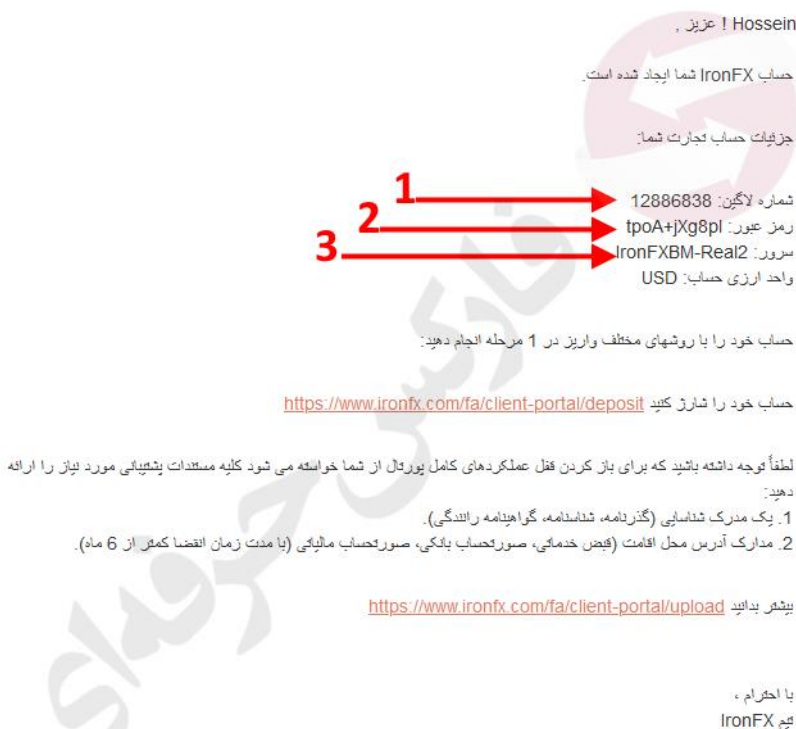 Hossein ! عزیز ,
حساب IronFX شما ایجاد شده است.
جزئیات حساب تجارت شما:
1
شماره لاگین: 12886838
2
رمز عبور: tpoA+jXg8pl
3
سرور: IronFXBM-Real2
واحد ارزی حساب: USD
حساب خود را با روشهای مختلف واریز در 1 مرحله انجام دهید:
حساب خود را شارژ کنید https://www.ironfx.com/fa/client-portal/deposit
لطفاً توجه داشته باشید که برای باز کردن قفل عملکردهای کامل پورتال از شما خواسته می شود کلیه مستندات پشتیبانی مورد نیاز را ارائه
دهید:
1. یک مدرک شناسایی (گذرنامه، شناسنامه، گواهینامه رانندگی).
2. مدارک آدرس محل اقامت (قبض خدماتی، صورتحساب بانکی، صورتحساب مالیاتی (با مدت زمان انقضا کمتر از 6 ماه).
بیشتر بدانید https://www.ironfx.com/fa/client-portal/upload
با احترام ،
تیم IronFX
فارکس حرفه‌ای